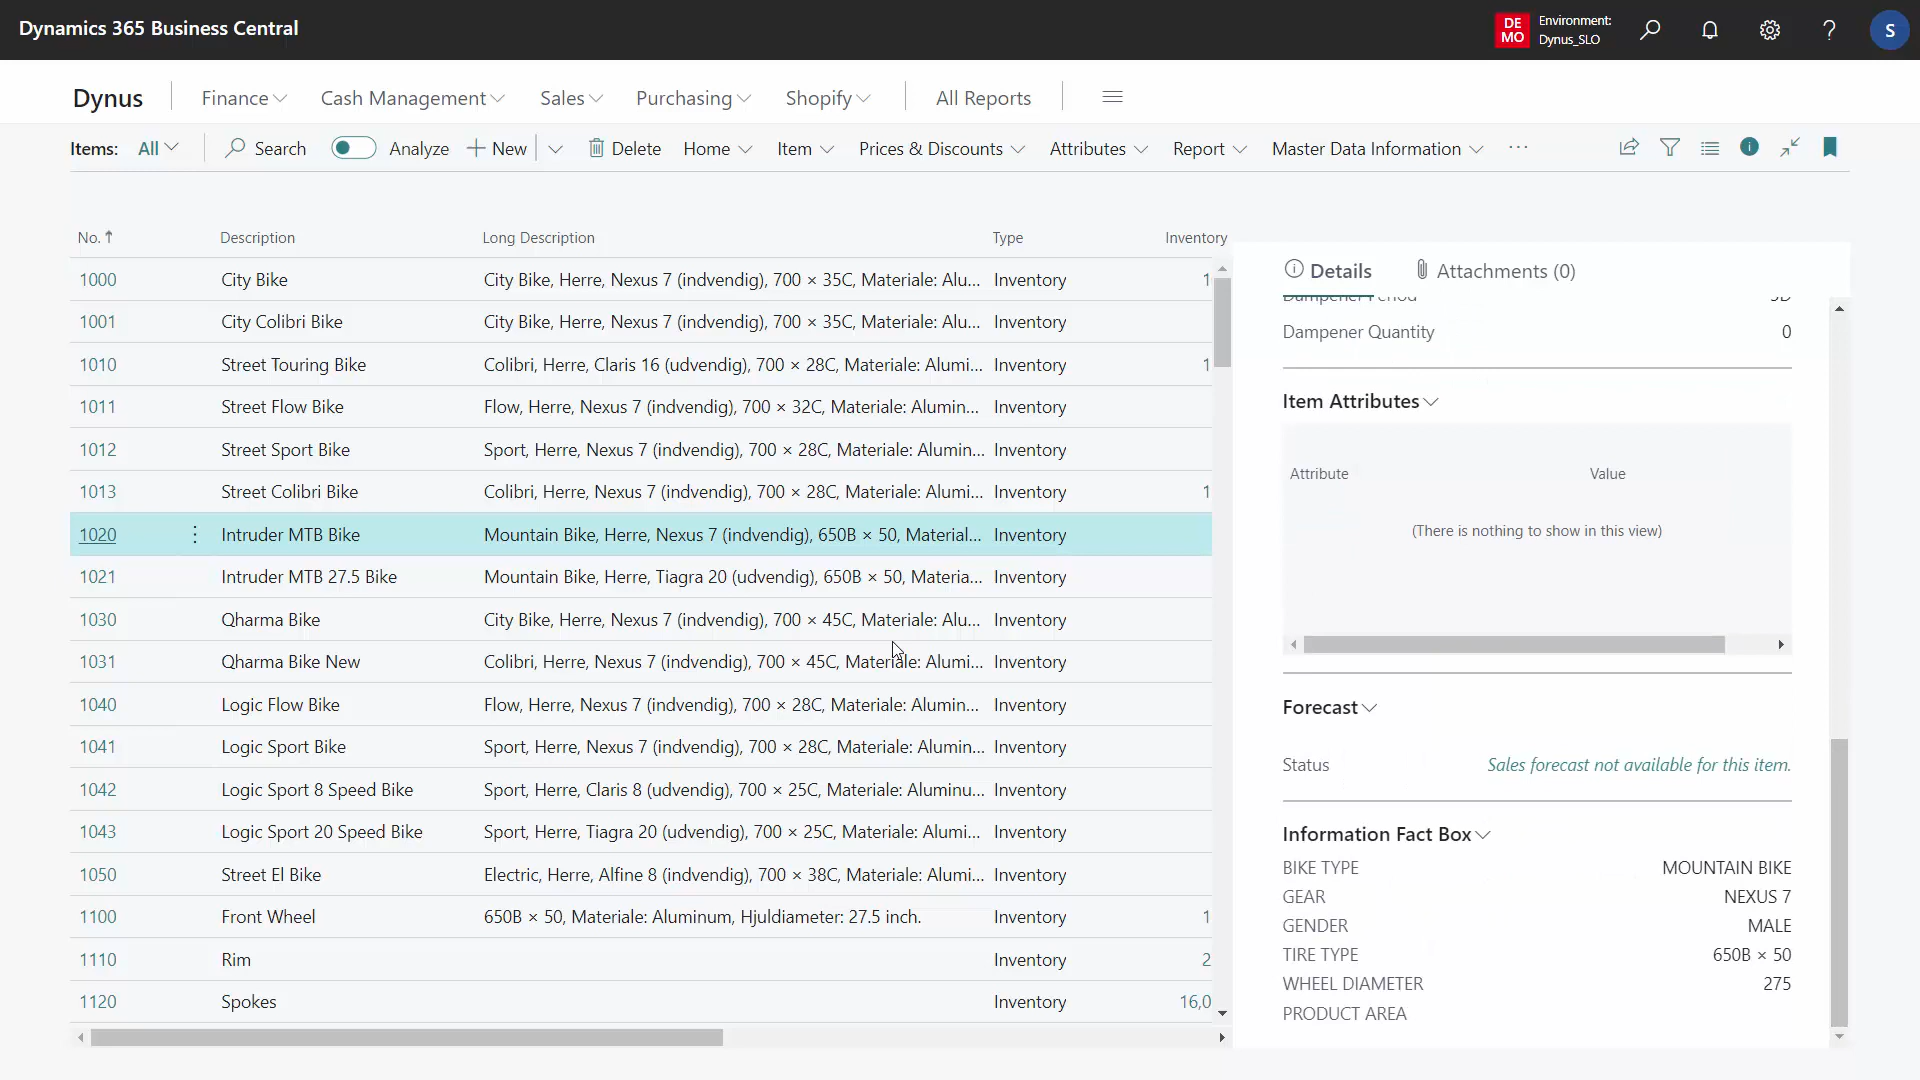 Dynamics 365 Business Central
DE
MO
Environment:
Dynus_SLO
?
S
Dynus
Finance
Cash Management
Sales
Purchasing
Shopify
All Reports
Items:
All
Search
Analyze
New
Delete
Home
Item
Prices & Discounts
Attributes
Report
Master Data Information
...
No. ↑ Description Long Description Type Inventory
1000 City Bike City Bike, Herre, Nexus 7 (indvendig), 700 × 35C, Materiale: Alu... Inventory 1
1001 City Colibri Bike City Bike, Herre, Nexus 7 (indvendig), 700 × 35C, Materiale: Alu... Inventory
1010 Street Touring Bike Colibri, Herre, Claris 16 (udvendig), 700 × 28C, Materiale: Alumi... Inventory 1
1011 Street Flow Bike Flow, Herre, Nexus 7 (indvendig), 700 × 32C, Materiale: Alumin... Inventory
1012 Street Sport Bike Sport, Herre, Nexus 7 (indvendig), 700 × 28C, Materiale: Alumin... Inventory
1013 Street Colibri Bike Colibri, Herre, Nexus 7 (indvendig), 700 × 28C, Materiale: Alumi... Inventory 1
1020 Intruder MTB Bike Mountain Bike, Herre, Nexus 7 (indvendig), 650B × 50, Material... Inventory
1021 Intruder MTB 27.5 Bike Mountain Bike, Herre, Tiagra 20 (udvendig), 650B × 50, Materia... Inventory
1030 Qharma Bike City Bike, Herre, Nexus 7 (indvendig), 700 × 45C, Materiale: Alu... Inventory
1031 Qharma Bike New Colibri, Herre, Nexus 7 (indvendig), 700 × 45C, Materiale: Alumi... Inventory
1040 Logic Flow Bike Flow, Herre, Nexus 7 (indvendig), 700 × 28C, Materiale: Alumin... Inventory
1041 Logic Sport Bike Sport, Herre, Nexus 7 (indvendig), 700 × 28C, Materiale: Alumin... Inventory
1042 Logic Sport 8 Speed Bike Sport, Herre, Claris 8 (udvendig), 700 × 25C, Materiale: Aluminu... Inventory
1043 Logic Sport 20 Speed Bike Sport, Herre, Tiagra 20 (udvendig), 700 × 25C, Materiale: Alumi... Inventory
1050 Street El Bike Electric, Herre, Alfine 8 (indvendig), 700 × 38C, Materiale: Alumi... Inventory
1100 Front Wheel 650B × 50, Materiale: Aluminum, Hjuldiameter: 27.5 inch. Inventory 1
1110 Rim Inventory 2
1120 Spokes Inventory 16,0
Details
Attachments (0)
Dampener Period
Dampener Quantity 0
Item Attributes
Attribute Value
(There is nothing to show in this view)
Forecast
Status Sales forecast not available for this item.
Information Fact Box
BIKE TYPE MOUNTAIN BIKE
GEAR NEXUS 7
GENDER MALE
TIRE TYPE 650B × 50
WHEEL DIAMETER 275
PRODUCT AREA